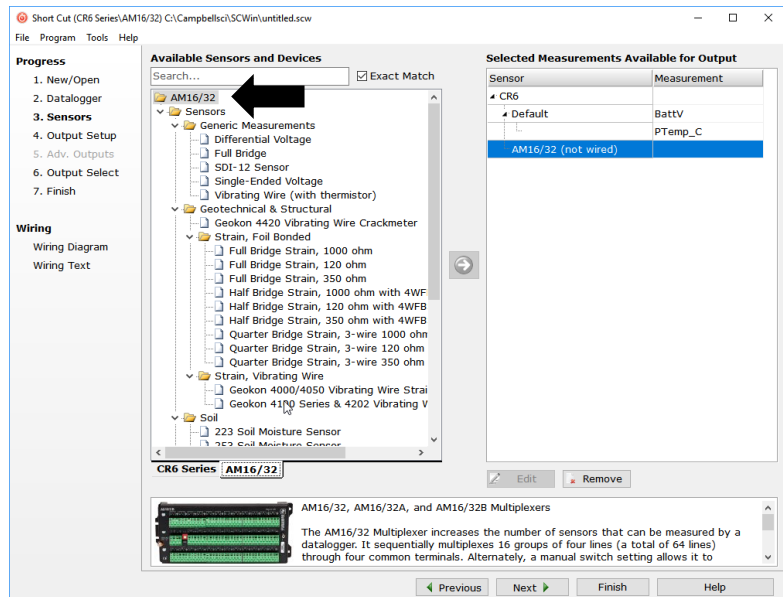 Short Cut (CR6 Series\AM16/32) C:\Campbellsci\SCWin\untitled.scw
File Program Tools Help
Progress
1. New/Open
2. Datalogger
3. Sensors
4. Output Setup
5. Adv. Outputs
6. Output Select
7. Finish
Wiring
Wiring Diagram
Wiring Text
Available Sensors and Devices
Search...
Exact Match
AM16/32
Sensors
Generic Measurements
Differential Voltage
Full Bridge
SDI-12 Sensor
Single-Ended Voltage
Vibrating Wire (with thermistor)
Geotechnical & Structural
Geokon 4420 Vibrating Wire Crackmeter
Strain, Foil Bonded
Full Bridge Strain, 1000 ohm
Full Bridge Strain, 120 ohm
Full Bridge Strain, 350 ohm
Half Bridge Strain, 1000 ohm with 4WF
Half Bridge Strain, 120 ohm with 4WFB
Half Bridge Strain, 350 ohm with 4WFB
Quarter Bridge Strain, 3-wire 1000 ohm
Quarter Bridge Strain, 3-wire 120 ohm
Quarter Bridge Strain, 3-wire 350 ohm
Strain, Vibrating Wire
Geokon 4000/4050 Vibrating Wire Strai
Geokon 4100 Series & 4202 Vibrating W
Soil
223 Soil Moisture Sensor
253 Soil Moisture Sensor
CR6 Series AM16/32
Selected Measurements Available for Output
Sensor Measurement
CR6
Default BattV
PTemp_C
AM16/32 (not wired)
Edit Remove
AM16/32, AM16/32A, and AM16/32B Multiplexers
The AM16/32 Multiplexer increases the number of sensors that can be measured by a
datalogger. It sequentially multiplexes 16 groups of four lines (a total of 64 lines)
through four common terminals. Alternately, a manual switch setting allows it to
Previous Next Finish Help